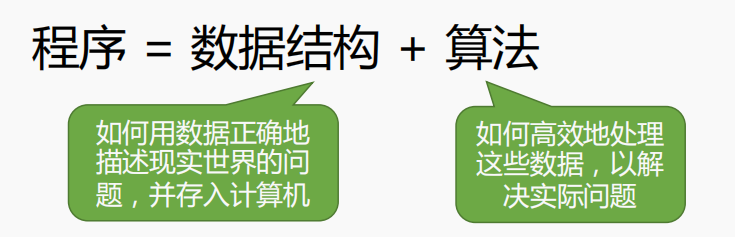 程序 = 数据结构 + 算法
如何用数据正确地
描述现实世界的问
题，并存入计算机
如何高效地处理
这些数据，以解
决实际问题